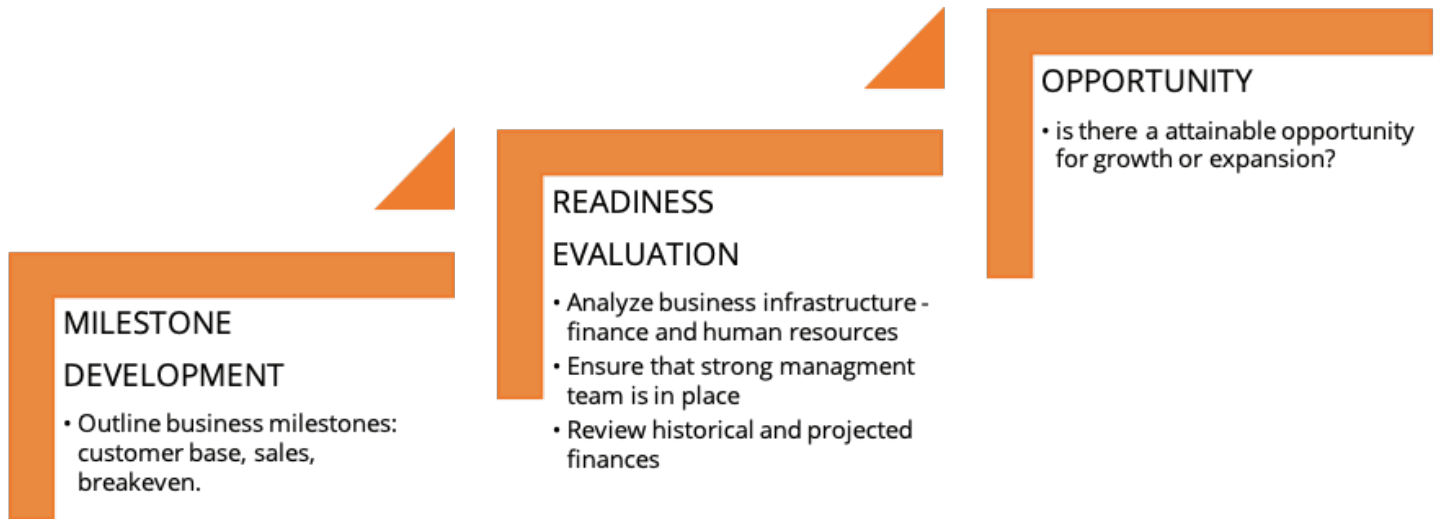 MILESTONE
DEVELOPMENT
• Outline business milestones:
customer base, sales,
breakeven.
READINESS
EVALUATION
• Analyze business infrastructure -
finance and human resources
• Ensure that strong managment
team is in place
• Review historical and projected
finances
OPPORTUNITY
• is there a attainable opportunity
for growth or expansion?